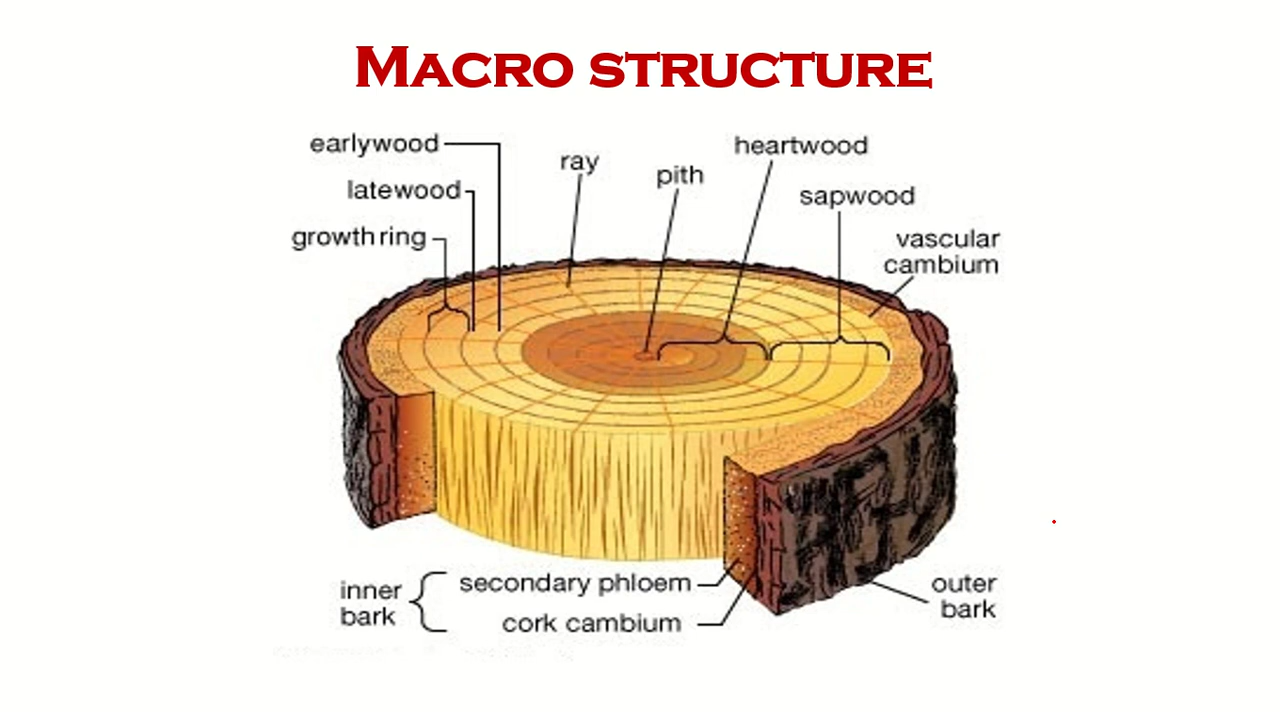 MACRO STRUCTURE
earlywood
latewood
growth ring
ray
pith
heartwood
sapwood
vascular
cambium
inner
bark
secondary phloem
cork cambium
outer
bark